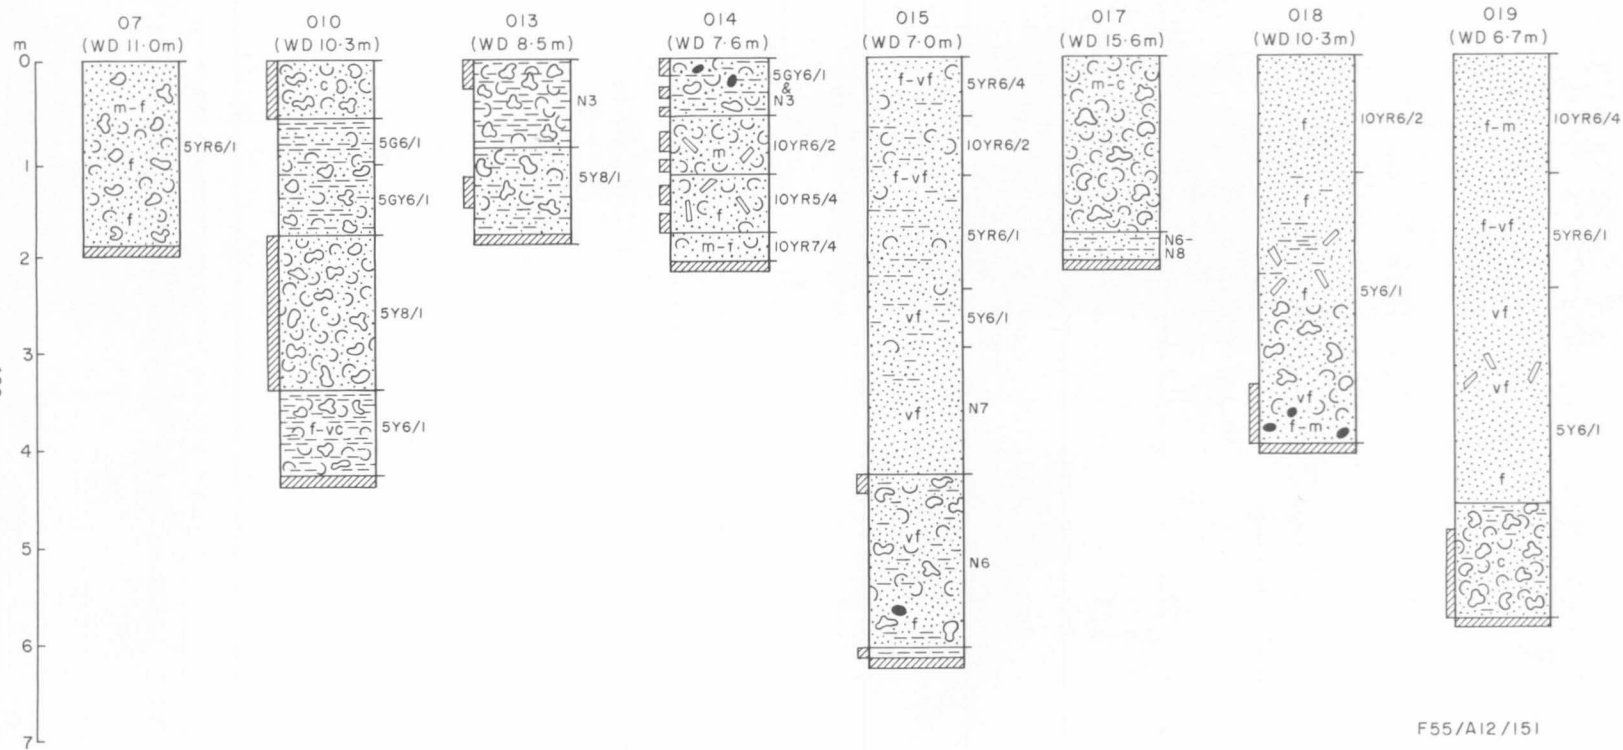 07
(WD 11·0m)
010
(WD 10·3m)
013
(WD 8·5m)
014
(WD 7·6m)
015
(WD 7·0m)
017
(WD 15·6m)
018
(WD 10·3m)
019
(WD 6·7m)
m
0
1
2
3
4
5
6
7
m-f
f
f
5YR6/1
c
5G6/1
5GY6/1
c
5Y8/1
f-vc
5Y6/1
N3
5Y8/1
5GY6/1
&
N3
m
10YR6/2
f
10YR5/4
m-f
10YR7/4
f-vf
5YR6/4
10YR6/2
f-vf
5YR6/1
vf
5Y6/1
vf
N7
vf
N6
f
m-c
N6-
N8
f
10YR6/2
f
f
5Y6/1
vf
f-m
f-m
10YR6/4
f-vf
5YR6/1
vf
vf
5Y6/1
f
c
F55/A12/151